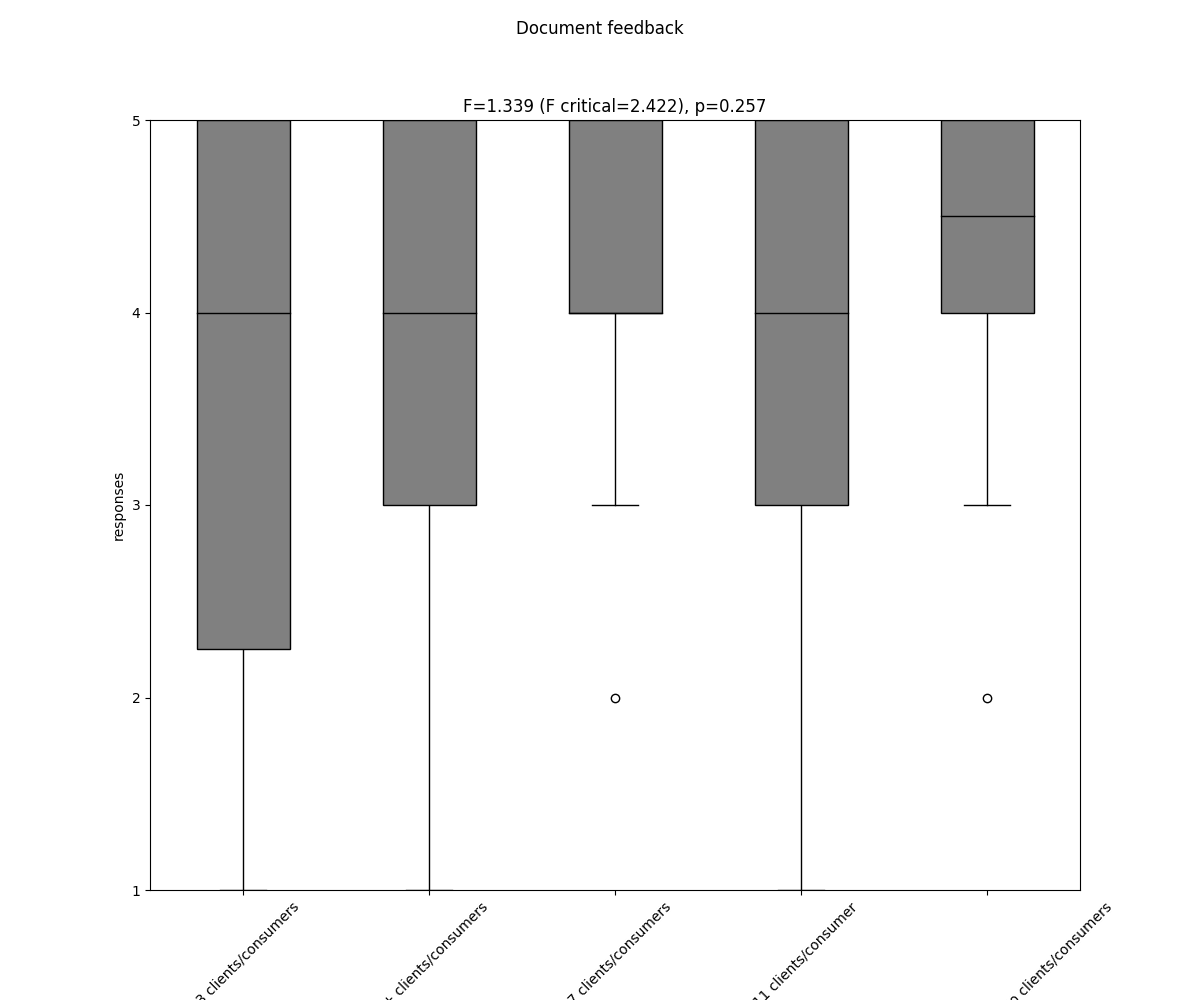 Document feedback
F=1.339 (F critical=2.422), p=0.257
5
4
3
2
1
responses
3 clients/consumers
clients/consumers
7 clients/consumers
11 clients/consumer
clients/consumers